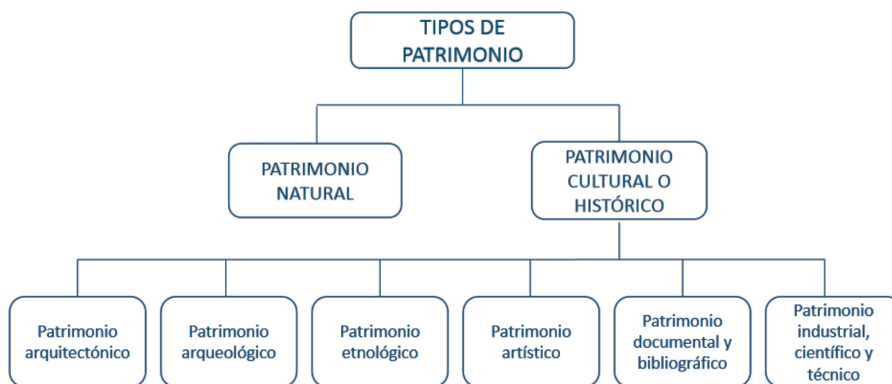 TIPOS DE
PATRIMONIO
PATRIMONIO
NATURAL
PATRIMONIO
CULTURAL O
HISTÓRICO
Patrimonio
arquitectónico
Patrimonio
arqueológico
Patrimonio
etnológico
Patrimonio
artístico
Patrimonio
documental y
bibliográfico
Patrimonio
industrial,
científico y
técnico